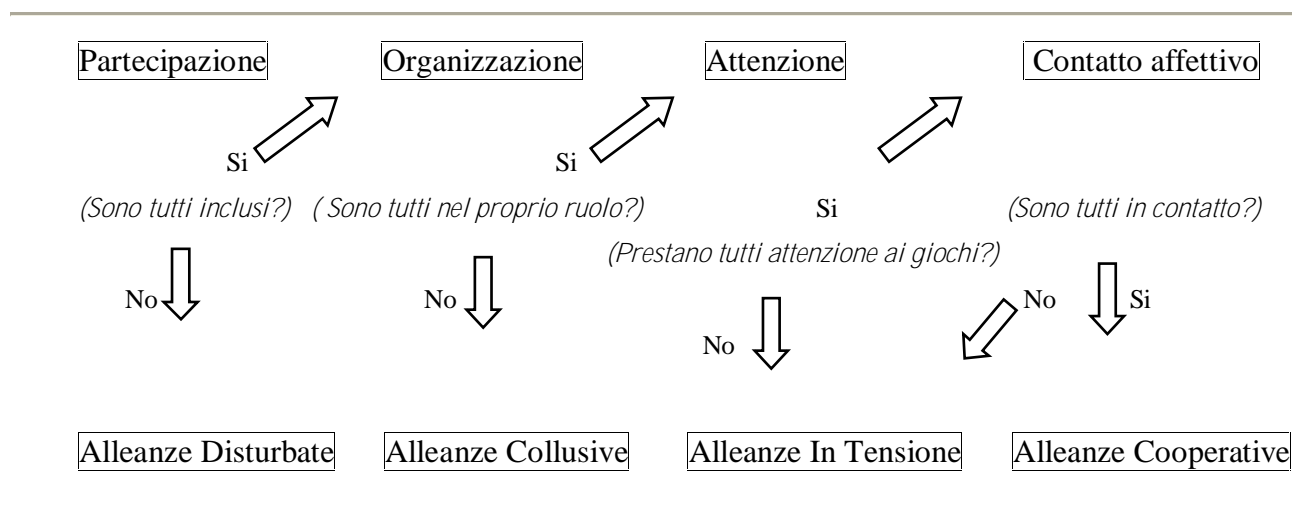 Partecipazione Organizzazione Attenzione Contatto affettivo
Si Si
(Sono tutti inclusi?) ( Sono tutti nel proprio ruolo?) Si (Sono tutti in contatto?)
(Prestano tutti attenzione ai giochi?)
No No No Si
No
Alleanze Disturbate Alleanze Collusive Alleanze In Tensione Alleanze Cooperative